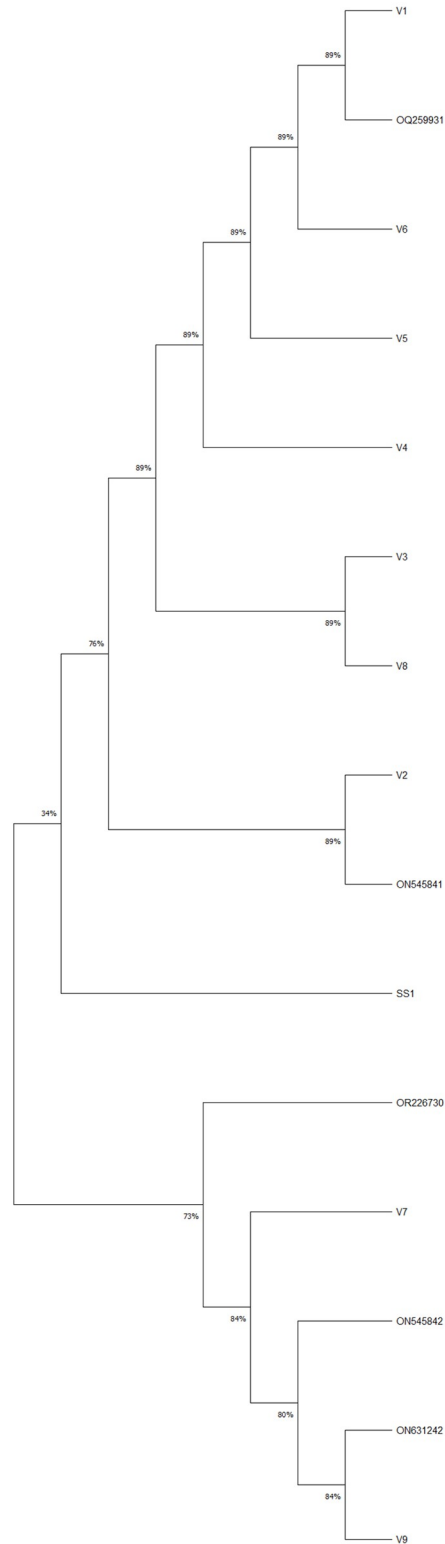 V1
89%
OQ259931
89%
V6
89%
V5
89%
V4
89%
V3
89%
V8
76%
V2
89%
ON545841
34%
SS1
OR226730
73%
V7
84%
ON545842
80%
ON631242
84%
V9